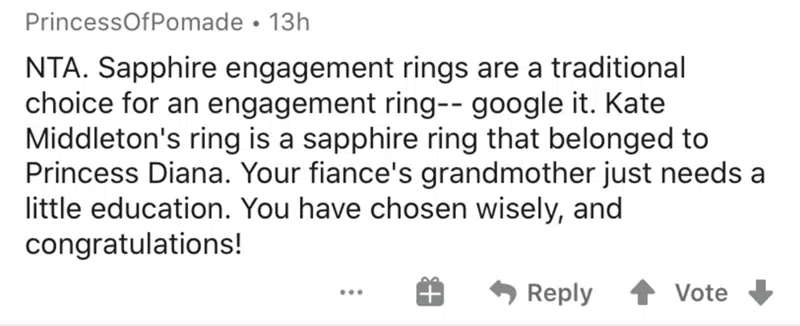 PrincessOfPomade • 13h
NTA. Sapphire engagement rings are a traditional
choice for an engagement ring-- google it. Kate
Middleton's ring is a sapphire ring that belonged to
Princess Diana. Your fiance's grandmother just needs a
little education. You have chosen wisely, and
congratulations!
... Reply Vote